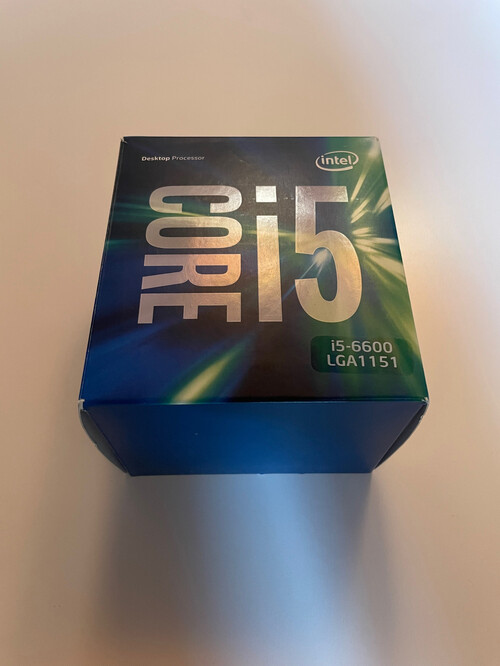 Desktop Processor
intel
CORE i5
i5-6600
LGA1151